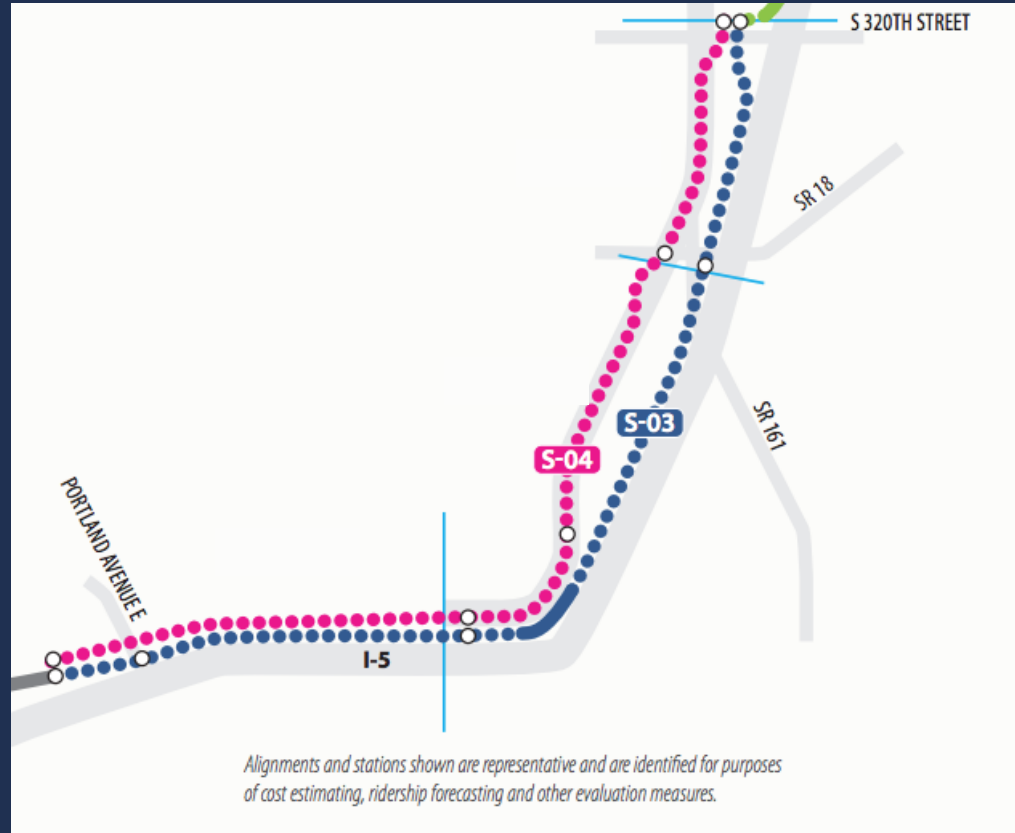 S 320TH STREET
SR 18
SR 161
S-03
S-04
PORTLAND AVENUE E
I-5
Alignments and stations shown are representative and are identified for purposes
of cost estimating, ridership forecasting and other evaluation measures.